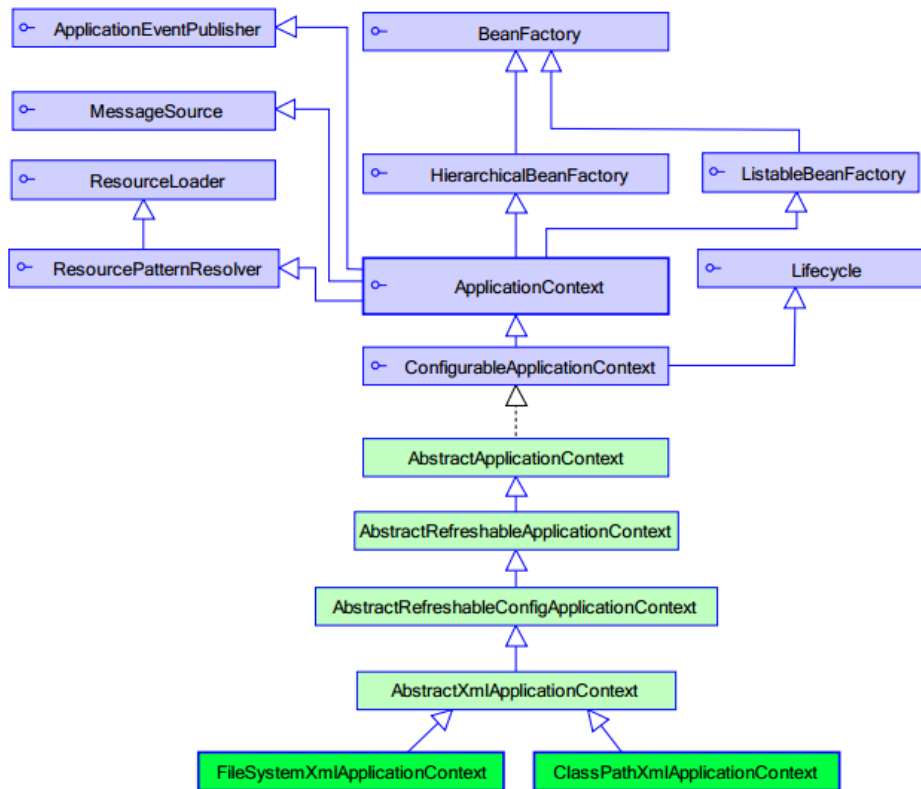 ApplicationEventPublisher
BeanFactory
MessageSource
ResourceLoader
HierarchicalBeanFactory
ListableBeanFactory
ResourcePatternResolver
ApplicationContext
Lifecycle
ConfigurableApplicationContext
AbstractApplicationContext
AbstractRefreshableApplicationContext
AbstractRefreshableConfigApplicationContext
AbstractXmlApplicationContext
FileSystemXmlApplicationContext
ClassPathXmlApplicationContext